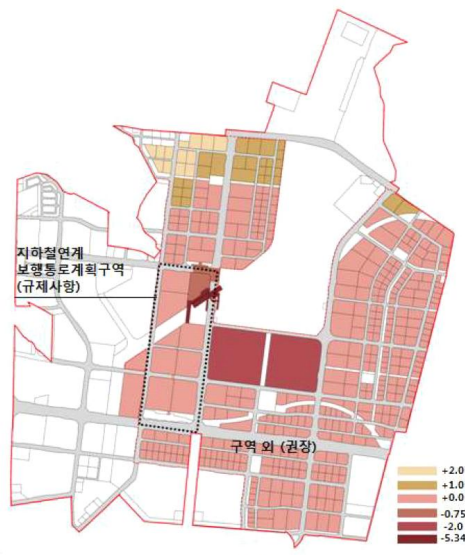 지하철연계
보행통로계획구역
(규제사항)
구역 외 (권장)
+2.0
+1.0
+0.0
-0.75
-2.0
-5.34